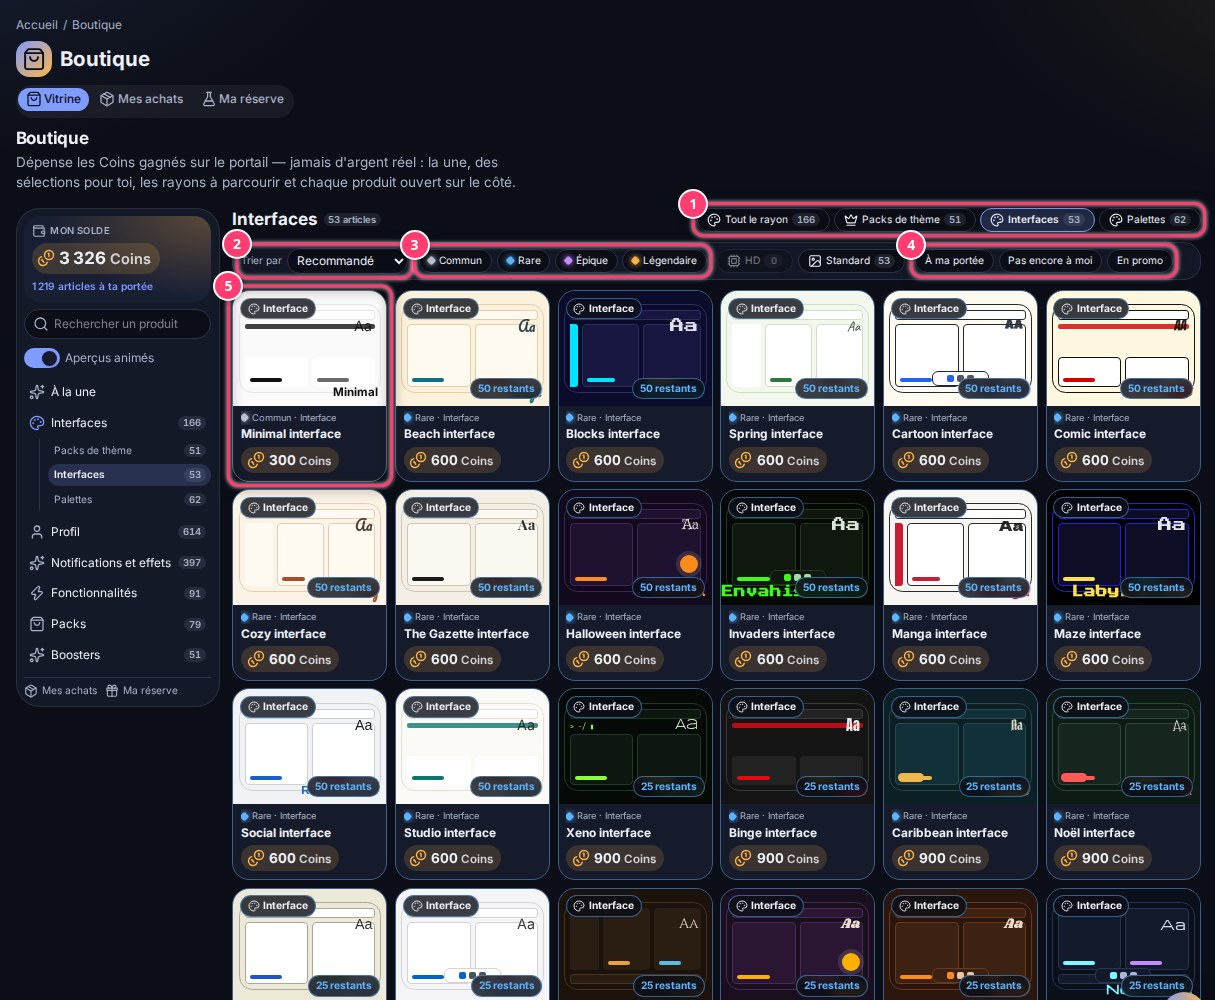 Accueil / Boutique
Boutique
Vitrine Mes achats Ma réserve
Boutique
Dépense les Coins gagnés sur le portail — jamais d'argent réel : la une, des
sélections pour toi, les rayons à parcourir et chaque produit ouvert sur le côté.
MON SOLDE
3 326 Coins
1 219 articles à ta portée
Rechercher un produit
Aperçus animés
À la une
Interfaces 166
Packs de thème 51
Interfaces 53
Palettes 62
Profil 614
Notifications et effets 397
Fonctionnalités 91
Packs 79
Boosters 51
Mes achats Ma réserve
Interfaces 53 articles
1
Tout le rayon 166 Packs de thème 51 Interfaces 53 Palettes 62
2 3 4
Trier par Recommandé Commun Rare Épique Légendaire HD 0 Standard 53 À ma portée Pas encore à moi En promo
5
Interface Interface Interface Interface Interface Interface
Aa Aa Aa Aa AA AA
Minimal 50 restants 50 restants 50 restants 50 restants 50 restants
Commun · Interface Rare · Interface Rare · Interface Rare · Interface Rare · Interface Rare · Interface
Minimal interface Beach interface Blocks interface Spring interface Cartoon interface Comic interface
300 Coins 600 Coins 600 Coins 600 Coins 600 Coins 600 Coins
Interface Interface Interface Interface Interface Interface
Aa Aa Aa Aa Aa Aa
50 restants 50 restants 50 restants 50 restants 50 restants 50 restants
Rare · Interface Rare · Interface Rare · Interface Rare · Interface Rare · Interface Rare · Interface
Cozy interface The Gazette interface Halloween interface Invaders interface Manga interface Maze interface
600 Coins 600 Coins 600 Coins 600 Coins 600 Coins 600 Coins
Interface Interface Interface Interface Interface Interface
Aa Aa > ~/ Aa Aa Aa Aa
50 restants 50 restants 25 restants 25 restants 25 restants 25 restants
Rare · Interface Rare · Interface Rare · Interface Rare · Interface Rare · Interface Rare · Interface
Social interface Studio interface Xeno interface Binge interface Caribbean interface Noël interface
600 Coins 600 Coins 900 Coins 900 Coins 900 Coins 900 Coins
Interface Interface Interface Interface Interface Interface
Aa Aa AA Aa Aa Aa
25 restants 25 restants 25 restants 25 restants 25 restants 25 restants